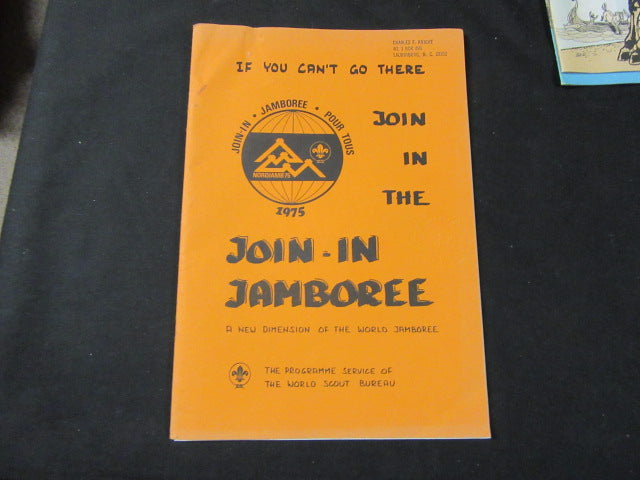 IF YOU CAN'T GO THERE
JOIN-IN • JAMBOREE • POUR TOUS
NORDJAMB 75
1975
JOIN
IN
THE
JOIN-IN
JAMBOREE
A NEW DIMENSION OF THE WORLD JAMBOREE
THE PROGRAMME SERVICE OF
THE WORLD SCOUT BUREAU